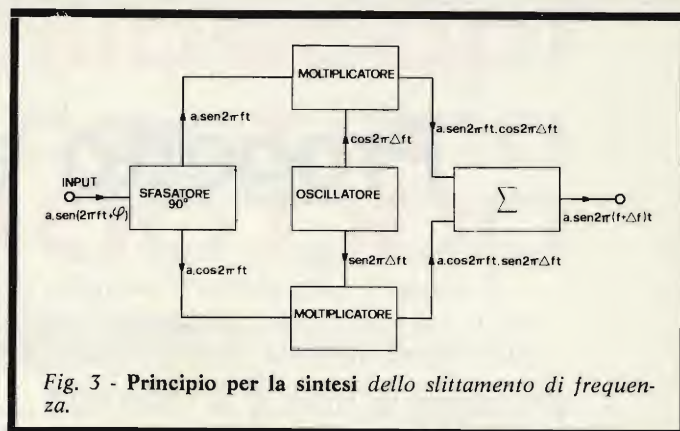 MOLTIPLICATORE
a.sen2πft
cos2πΔft
a.sen2πft.cos2πΔft
INPUT
a.sen(2πft+φ)
SFASATORE
90°
OSCILLATORE
Σ
a.sen2π(f+Δf)t
a.cos2πft
sen2πΔft
a.cos2πft.sen2πΔft
MOLTIPLICATORE
Fig. 3 - Principio per la sintesi dello slittamento di frequen-
za.